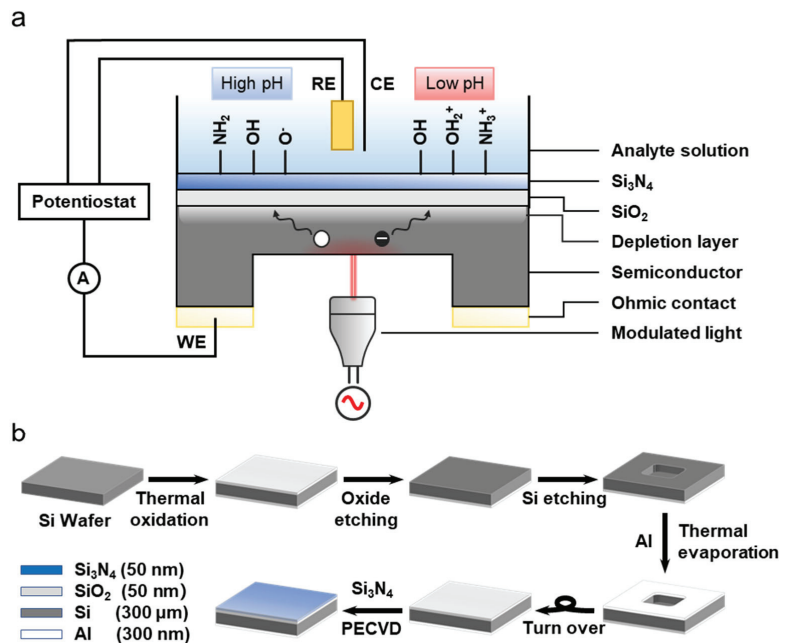 a
High pH
RE
CE
Low pH
NH₂
OH
O⁻
OH
OH₂⁺
NH₃⁺
Analyte solution
Si₃N₄
SiO₂
Depletion layer
Semiconductor
Ohmic contact
Modulated light
Potentiostat
A
WE
b
Si Wafer
Thermal
oxidation
Oxide
etching
Si etching
Al
Thermal
evaporation
Turn over
Si₃N₄
PECVD
Si₃N₄ (50 nm)
SiO₂ (50 nm)
Si (300 μm)
Al (300 nm)